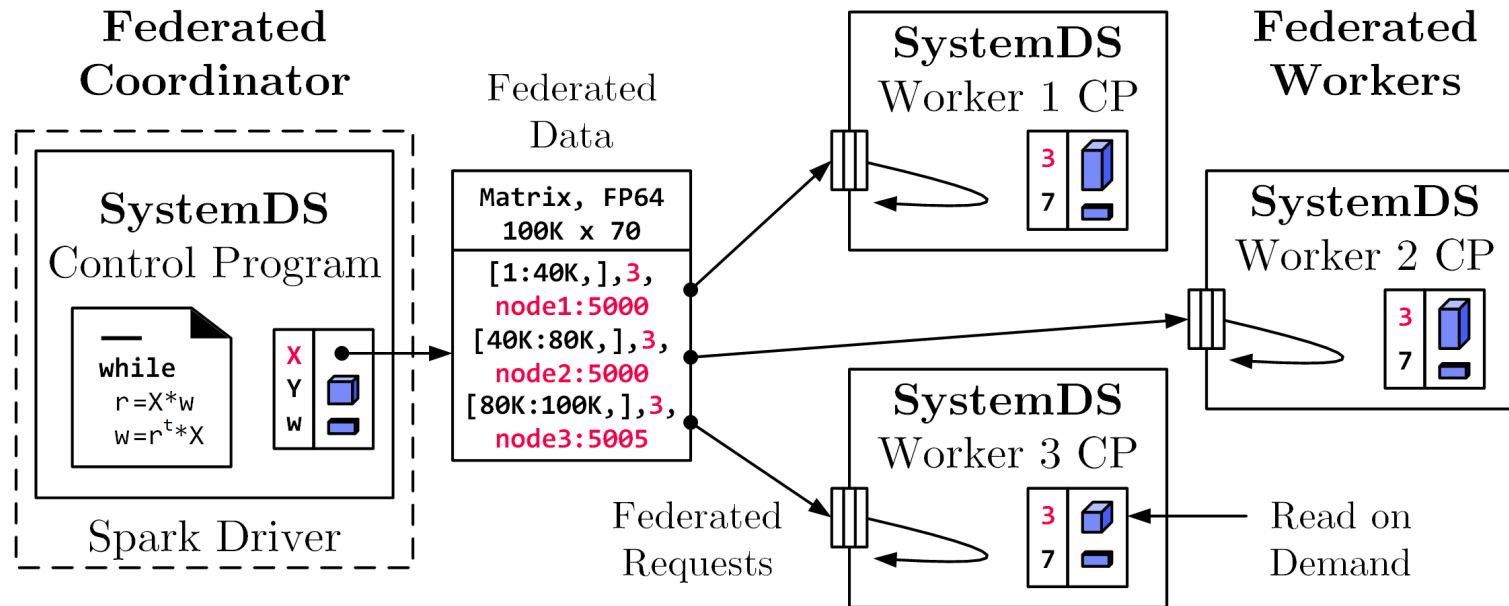 Federated
Coordinator
SystemDS
Control Program
while
r=X*w
w=rᵗ*X
X
Y
w
Spark Driver
Federated
Data
Matrix, FP64
100K x 70
[1:40K,],3,
node1:5000
[40K:80K,],3,
node2:5000
[80K:100K,],3,
node3:5005
Federated
Requests
SystemDS
Worker 1 CP
3
7
Federated
Workers
SystemDS
Worker 2 CP
3
7
SystemDS
Worker 3 CP
3
7
Read on
Demand